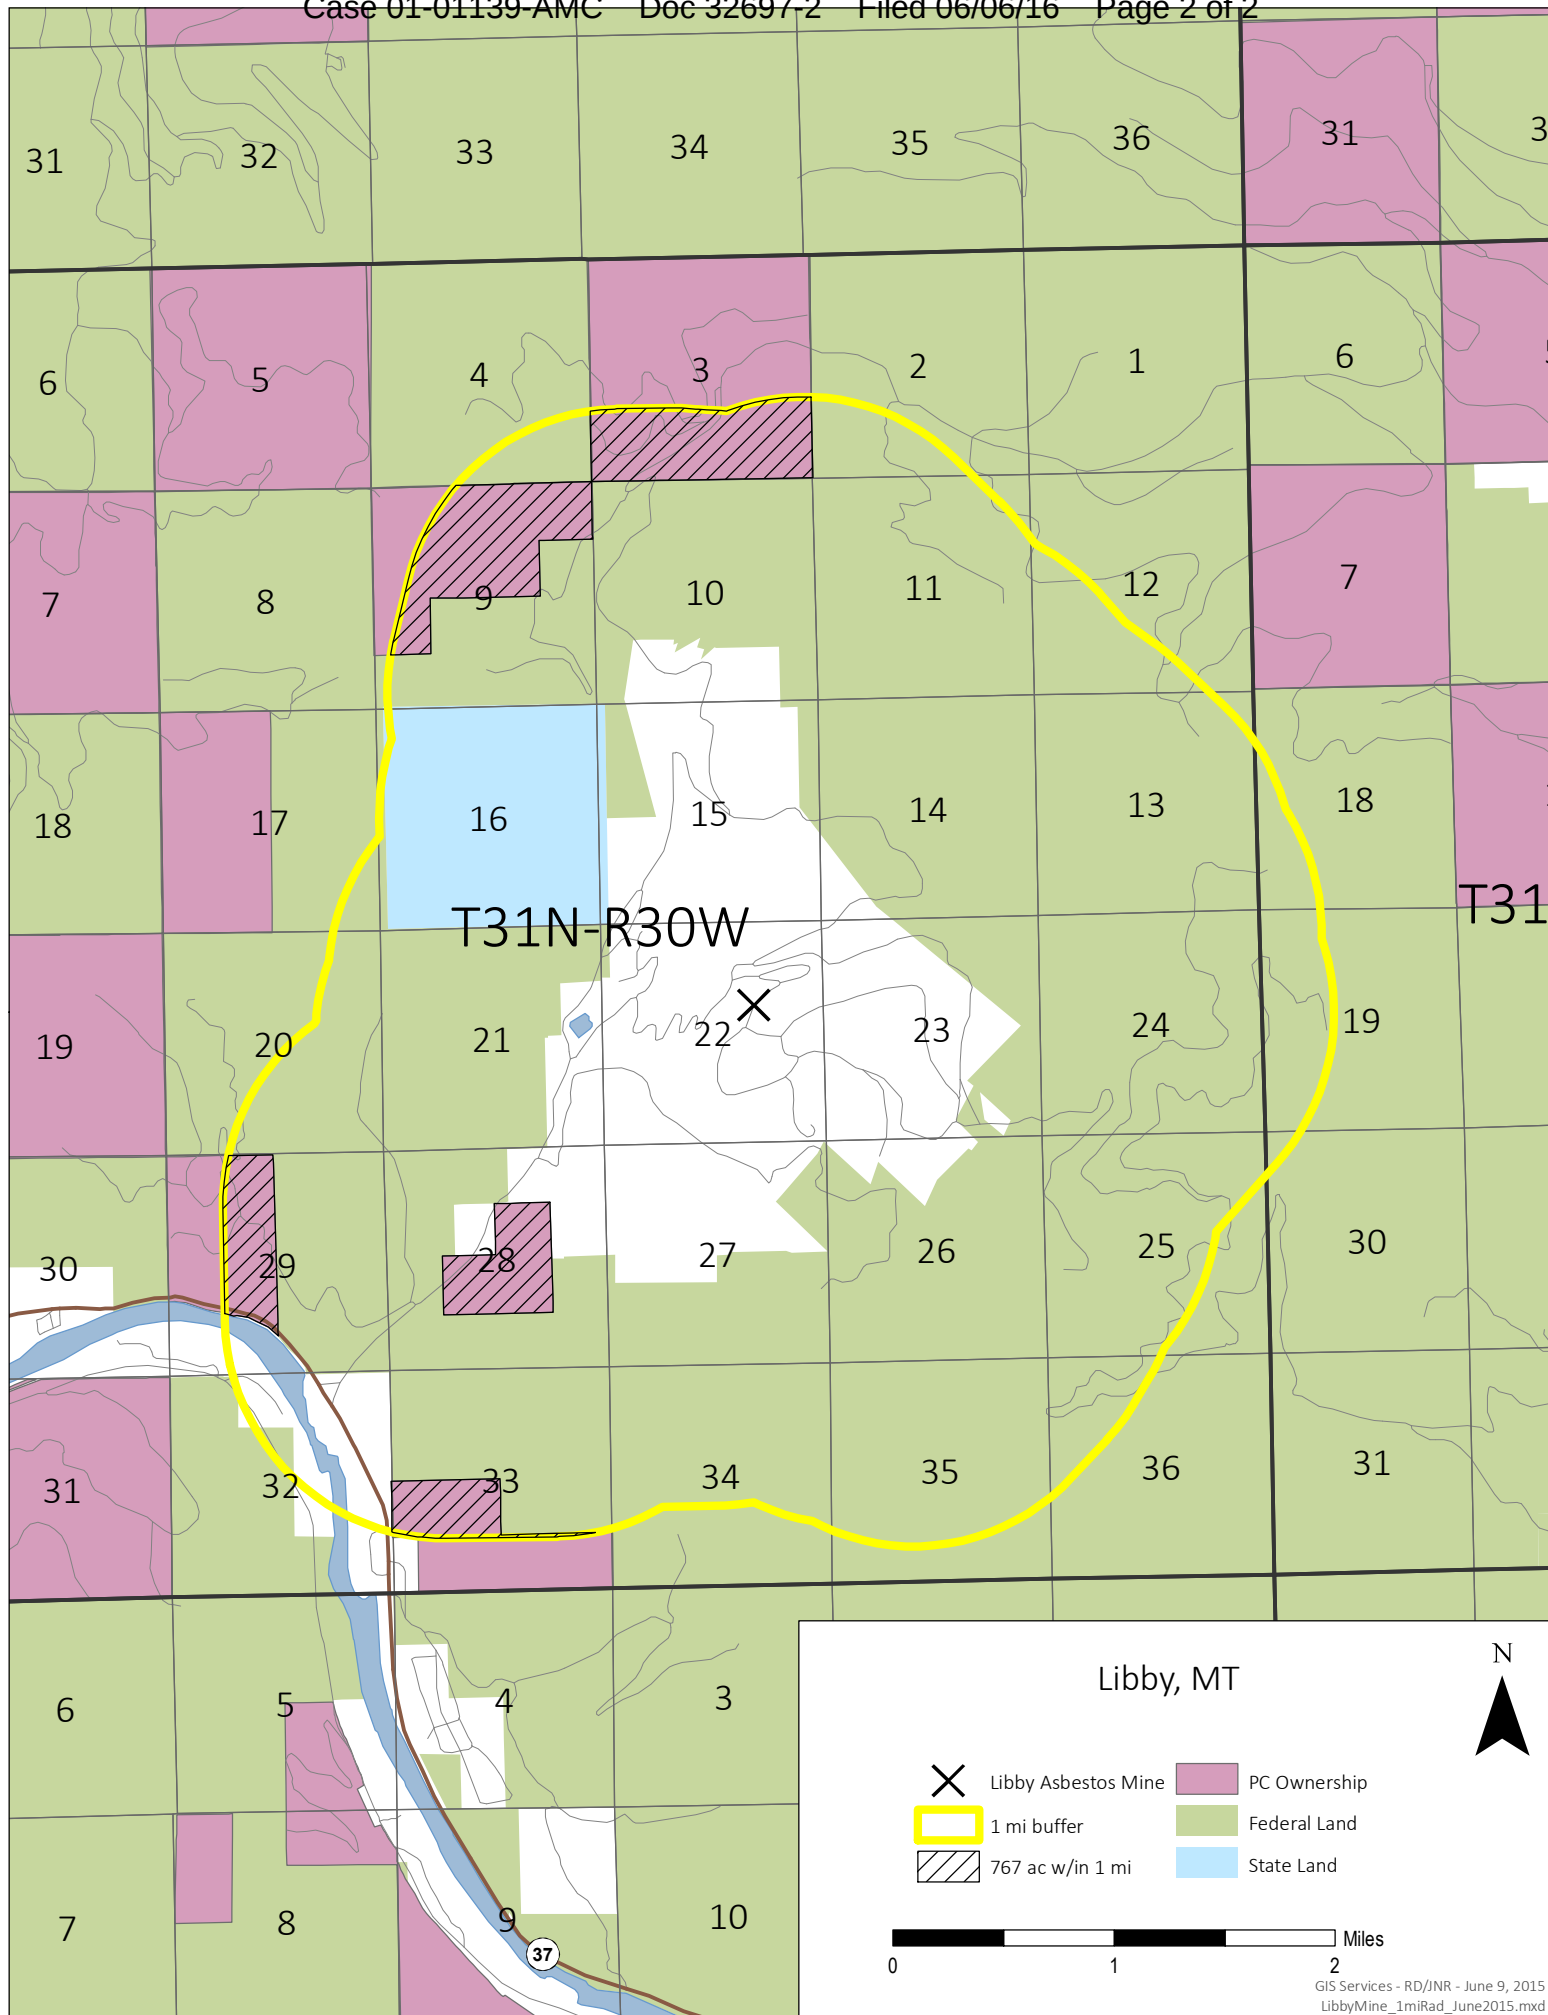 Case 01-01139-AMC Doc 32697-2 Filed 06/06/16 Page 2 of 2
31 32 33 34 35 36 31
6 5 4 3 2 1 6
7 8 9 10 11 12 7
18 17 16 15 14 13 18
T31N-R30W T31
19 20 21 22 23 24 19
30 29 28 27 26 25 30
31 32 33 34 35 36 31
6 5 4 3
7 8 9 10
37
Libby, MT
N
Libby Asbestos Mine
PC Ownership
1 mi buffer
Federal Land
767 ac w/in 1 mi
State Land
Miles
0 1 2
GIS Services - RD/JNR - June 9, 2015
LibbyMine_1miRad_June2015.mxd